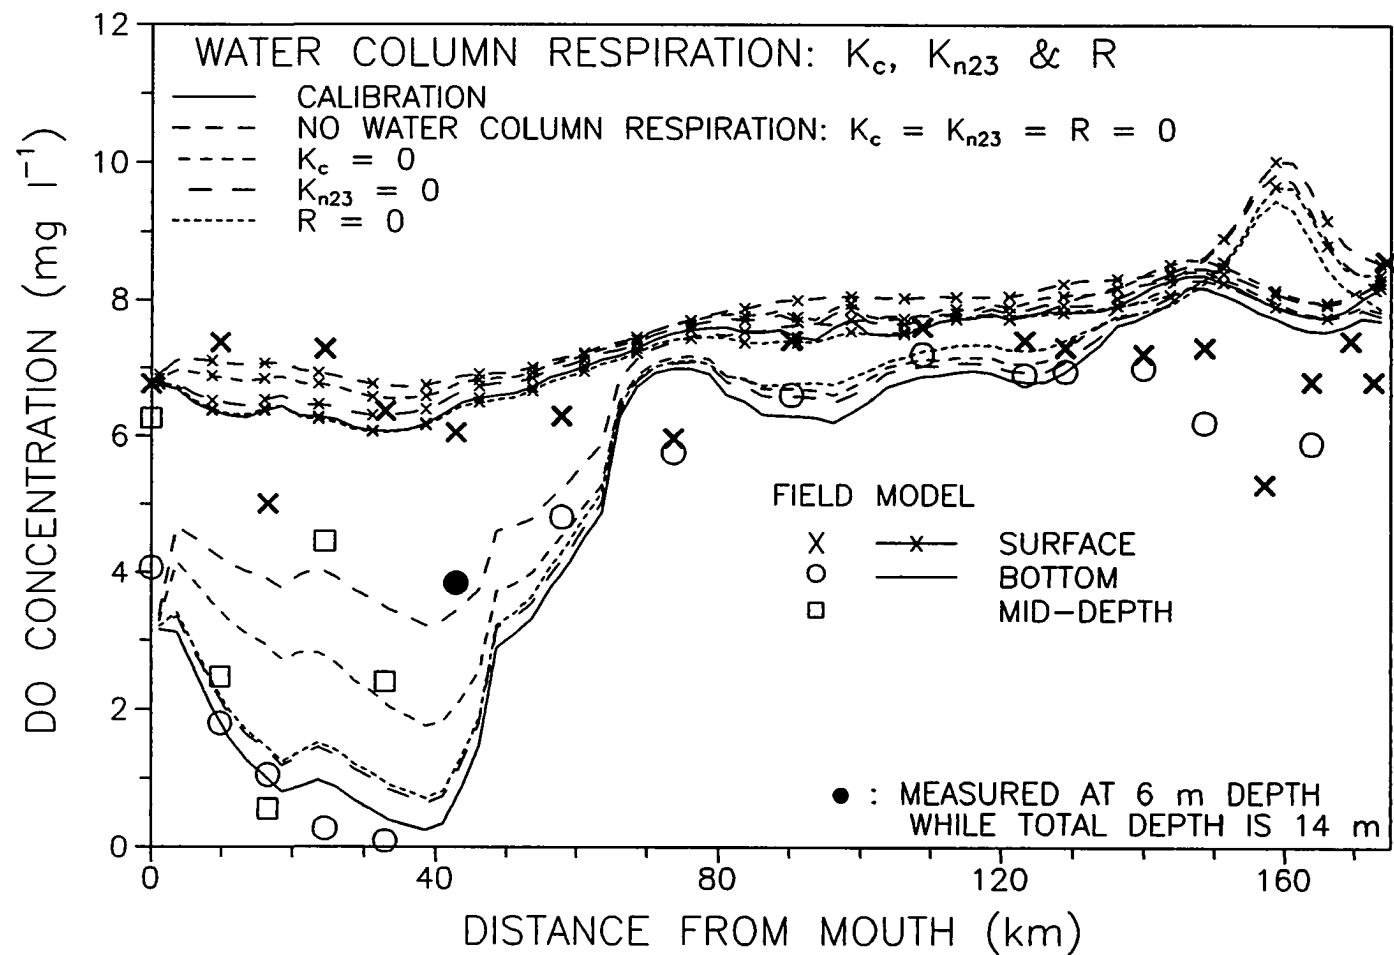 WATER COLUMN RESPIRATION: Kc, Kn23 & R
CALIBRATION
NO WATER COLUMN RESPIRATION: Kc = Kn23 = R = 0
Kc = 0
Kn23 = 0
R = 0
FIELD MODEL
SURFACE
BOTTOM
MID-DEPTH
● : MEASURED AT 6 m DEPTH
WHILE TOTAL DEPTH IS 14 m
DO CONCENTRATION (mg l⁻¹)
12
10
8
6
4
2
0
0 40 80 120 160
DISTANCE FROM MOUTH (km)